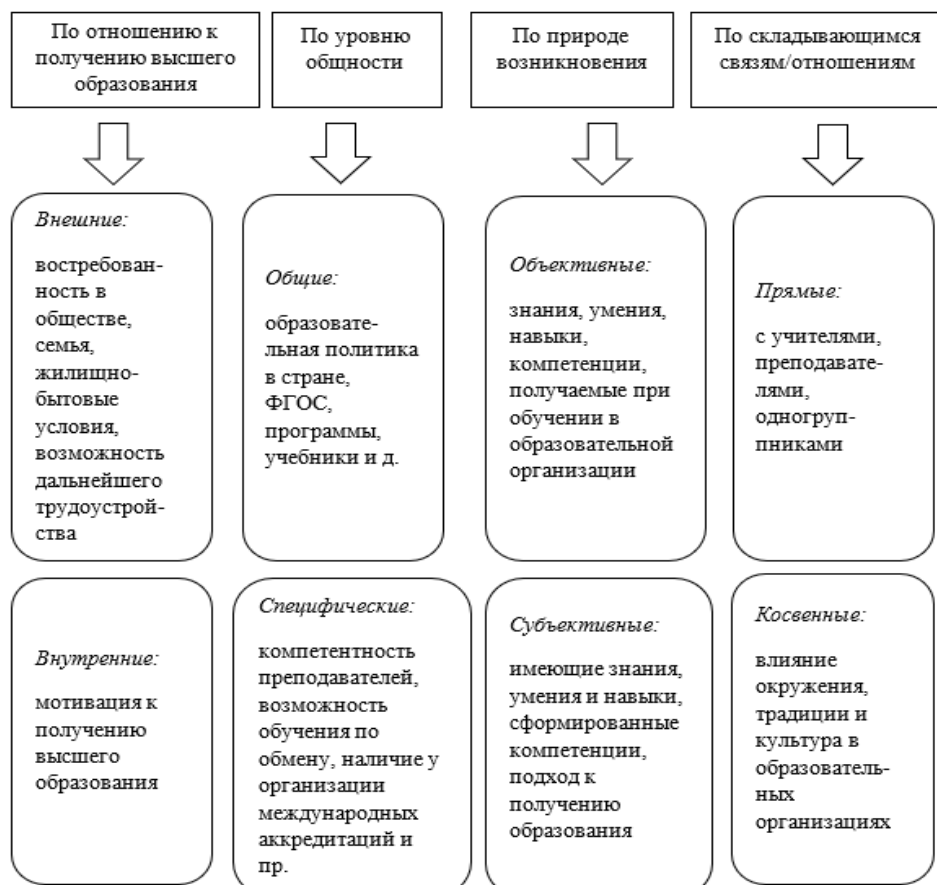 По отношению к
получению высшего
образования
По уровню
общности
По природе
возникновения
По складывающимся
связям/отношениям
Внешние:
востребован-
ность в
обществе,
семья,
жилищно-
бытовые
условия,
возможность
дальнейшего
трудоустрой-
ства
Общие:
образовате-
льная политика
в стране,
ФГОС,
программы,
учебники и д.
Объективные:
знания, умения,
навыки,
компетенции,
получаемые при
обучении в
образовательной
организации
Прямые:
с учителями,
преподавате-
лями,
одногруп-
пниками
Внутренние:
мотивация к
получению
высшего
образования
Специфические:
компетентность
преподавателей,
возможность
обучения по
обмену, наличие у
организации
международных
аккредитаций и
пр.
Субъективные:
имеющие знания,
умения и навыки,
сформированные
компетенции,
подход к
получению
образования
Косвенные:
влияние
окружения,
традиции и
культура в
образователь-
ных
организациях